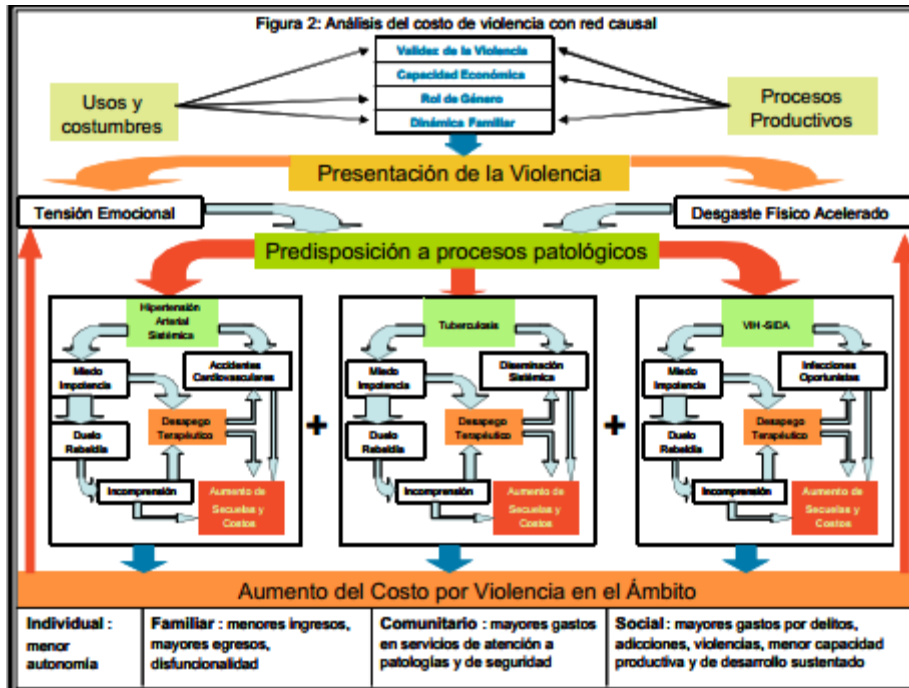 Figura 2: Análisis del costo de violencia con red causal
Validez de la Violencia
Capacidad Económica
Rol de Género
Dinámica Familiar
Usos y
costumbres
Procesos
Productivos
Presentación de la Violencia
Tensión Emocional
Desgaste Físico Acelerado
Predisposición a procesos patológicos
Hipertensión
Arterial
Sistémica
Miedo
Impotencia
Accidentes
Cardiovasculares
Duelo
Rebeldía
Desapego
Terapéutico
Incomprensión
Aumento de
Secuelas y
Costos
+
Tuberculosis
Miedo
Impotencia
Diseminación
Sistémica
Duelo
Rebeldía
Desapego
Terapéutico
Incomprensión
Aumento de
Secuelas y
Costos
+
VIH-SIDA
Miedo
Impotencia
Infecciones
Oportunistas
Duelo
Rebeldía
Desapego
Terapéutico
Incomprensión
Aumento de
Secuelas y
Costos
Aumento del Costo por Violencia en el Ámbito
Individual :
menor
autonomía
Familiar : menores ingresos,
mayores egresos,
disfuncionalidad
Comunitario : mayores gastos
en servicios de atención a
patologías y de seguridad
Social : mayores gastos por delitos,
adicciones, violencias, menor capacidad
productiva y de desarrollo sustentado